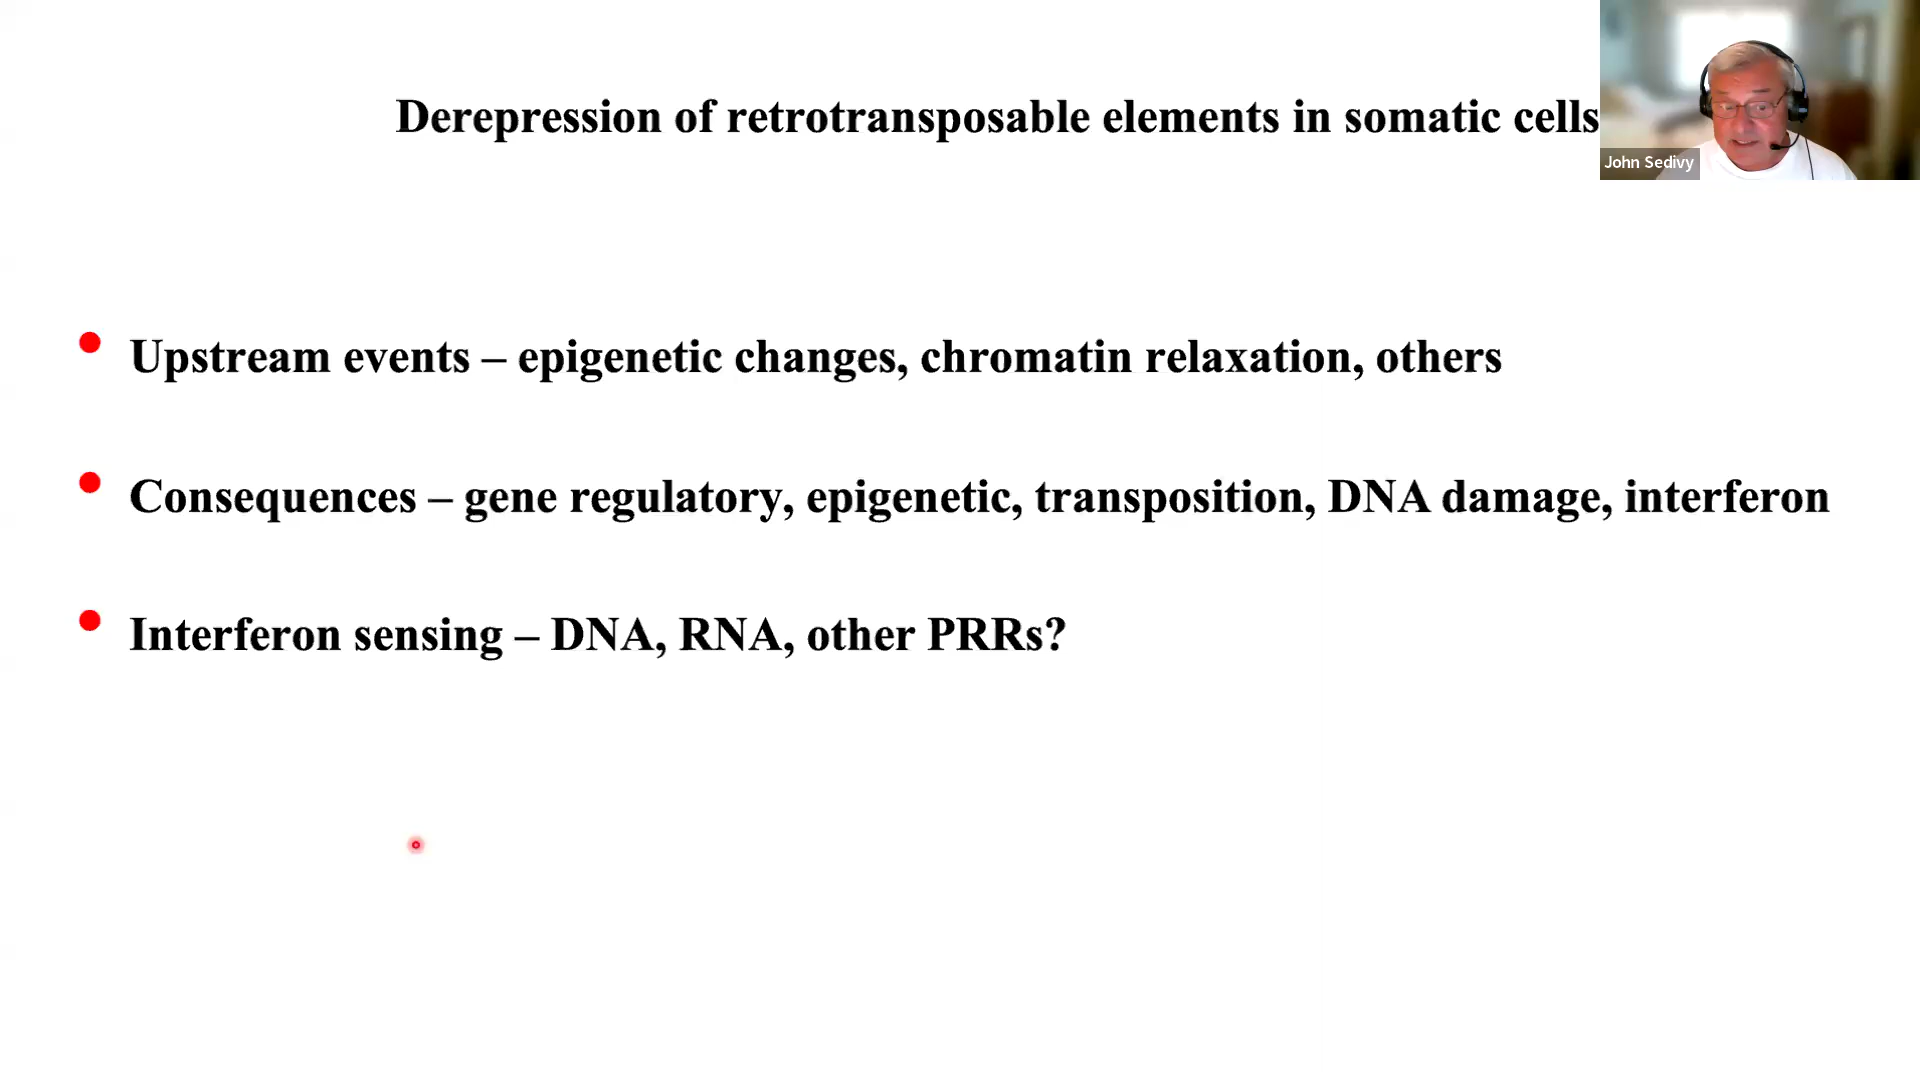 Derepression of retrotransposable elements in somatic cells
John Sedivy
• Upstream events – epigenetic changes, chromatin relaxation, others
• Consequences – gene regulatory, epigenetic, transposition, DNA damage, interferon
• Interferon sensing – DNA, RNA, other PRRs?